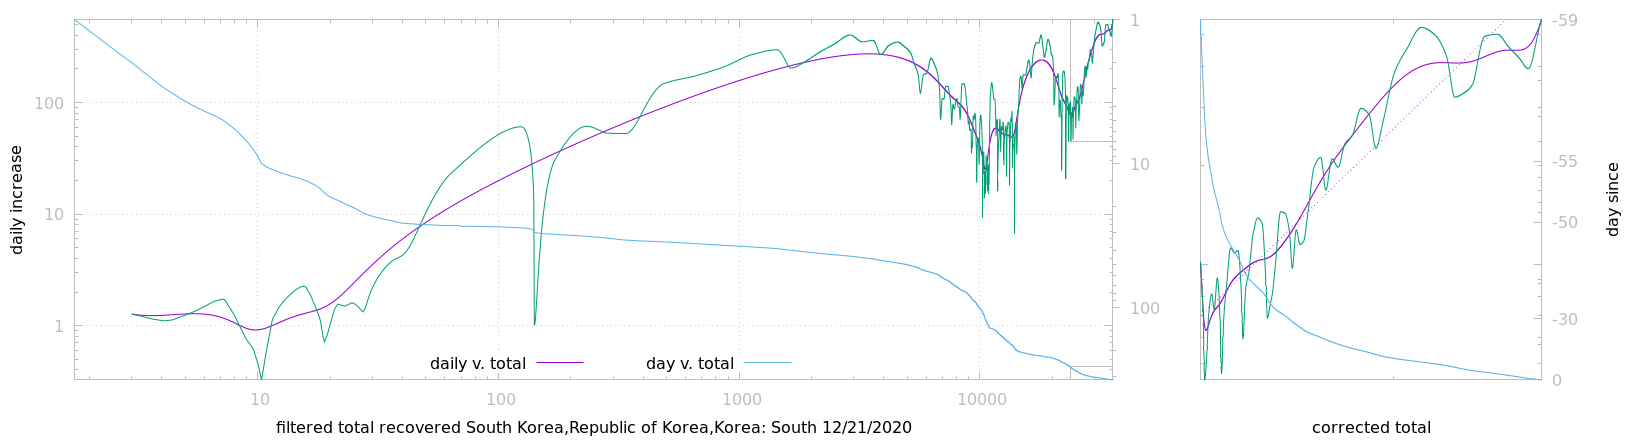 daily increase
100
10
1
daily v. total
day v. total
10
100
1000
10000
1
10
100
filtered total recovered South Korea,Republic of Korea,Korea: South 12/21/2020
-59
-55
-50
-30
0
day since
corrected total